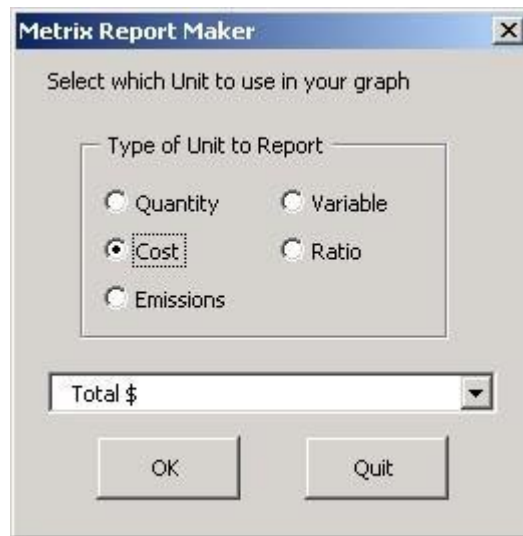 Metrix Report Maker
Select which Unit to use in your graph
Type of Unit to Report
Quantity
Variable
Cost
Ratio
Emissions
Total $
OK
Quit